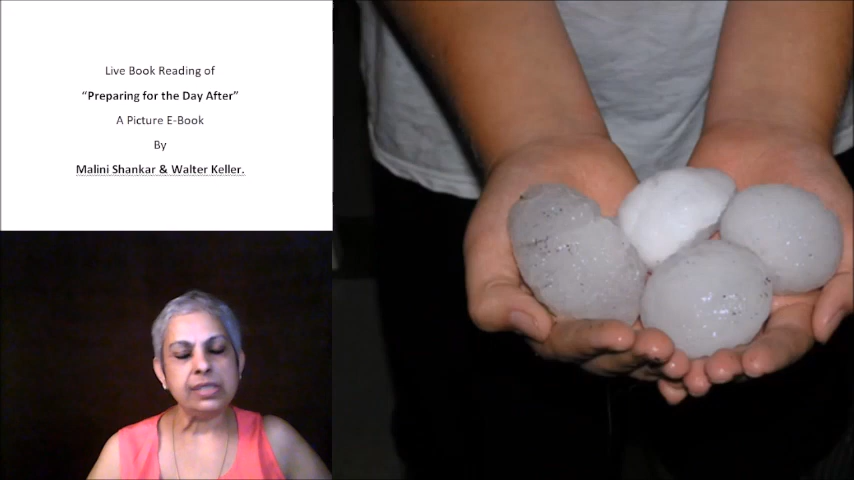 Live Book Reading of
“Preparing for the Day After”
A Picture E-Book
By
Malini Shankar & Walter Keller.